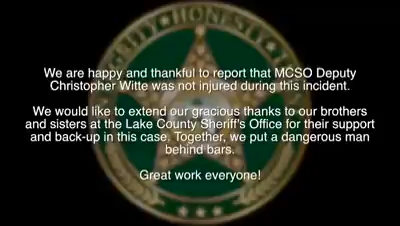 HONESTY
We are happy and thankful to report that MCSO Deputy
Christopher Witte was not injured during this incident.
We would like to extend our gracious thanks to our brothers
and sisters at the Lake County Sheriff's Office for their support
and back-up in this case. Together, we put a dangerous man
behind bars.
Great work everyone!